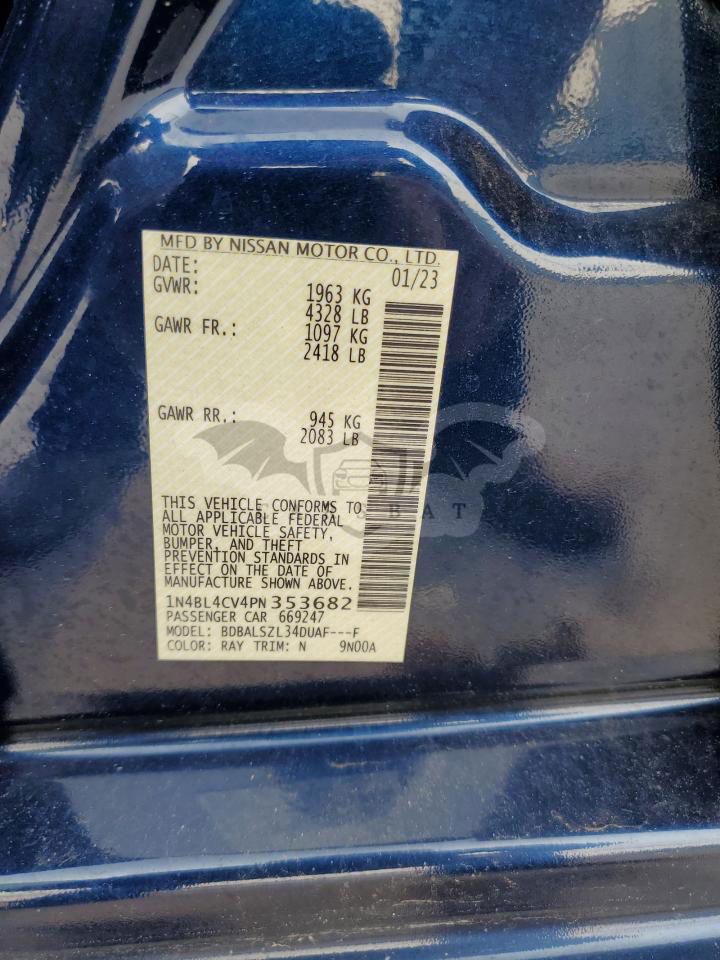 MFD BY NISSAN MOTOR CO., LTD.
DATE: 01/23
GVWR: 1963 KG
4328 LB
GAWR FR.: 1097 KG
2418 LB
GAWR RR.: 945 KG
2083 LB
THIS VEHICLE CONFORMS TO
ALL APPLICABLE FEDERAL
MOTOR VEHICLE SAFETY,
BUMPER, AND THEFT
PREVENTION STANDARDS IN
EFFECT ON THE DATE OF
MANUFACTURE SHOWN ABOVE.
1N4BL4CV4PN353682
PASSENGER CAR 669247
MODEL: BDBALSZL34DUAF---F
COLOR: RAY TRIM: N 9N00A